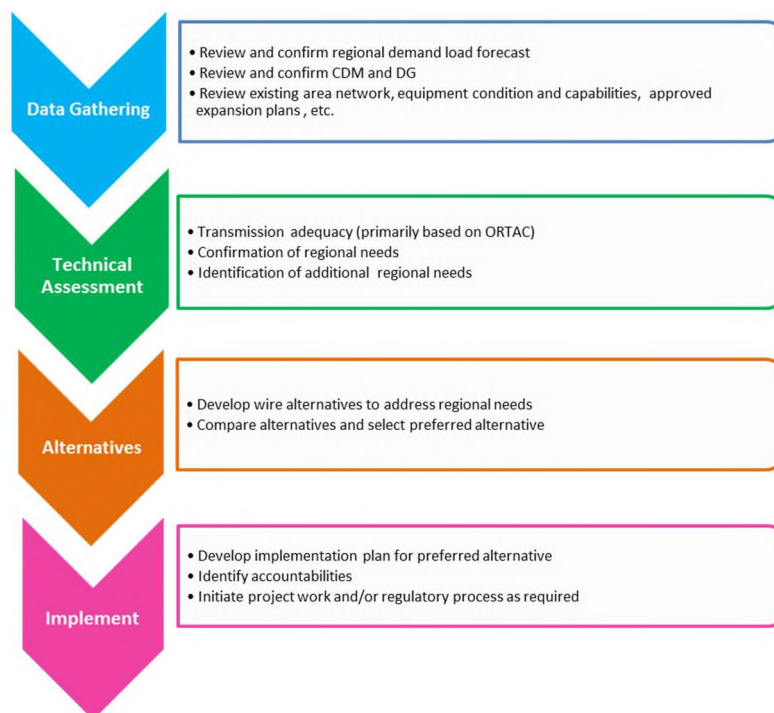 Data Gathering
• Review and confirm regional demand load forecast
• Review and confirm CDM and DG
• Review existing area network, equipment condition and capabilities, approved
expansion plans , etc.
Technical
Assessment
• Transmission adequacy (primarily based on ORTAC)
• Confirmation of regional needs
• Identification of additional regional needs
Alternatives
• Develop wire alternatives to address regional needs
• Compare alternatives and select preferred alternative
Implement
• Develop implementation plan for preferred alternative
• Identify accountabilities
• Initiate project work and/or regulatory process as required